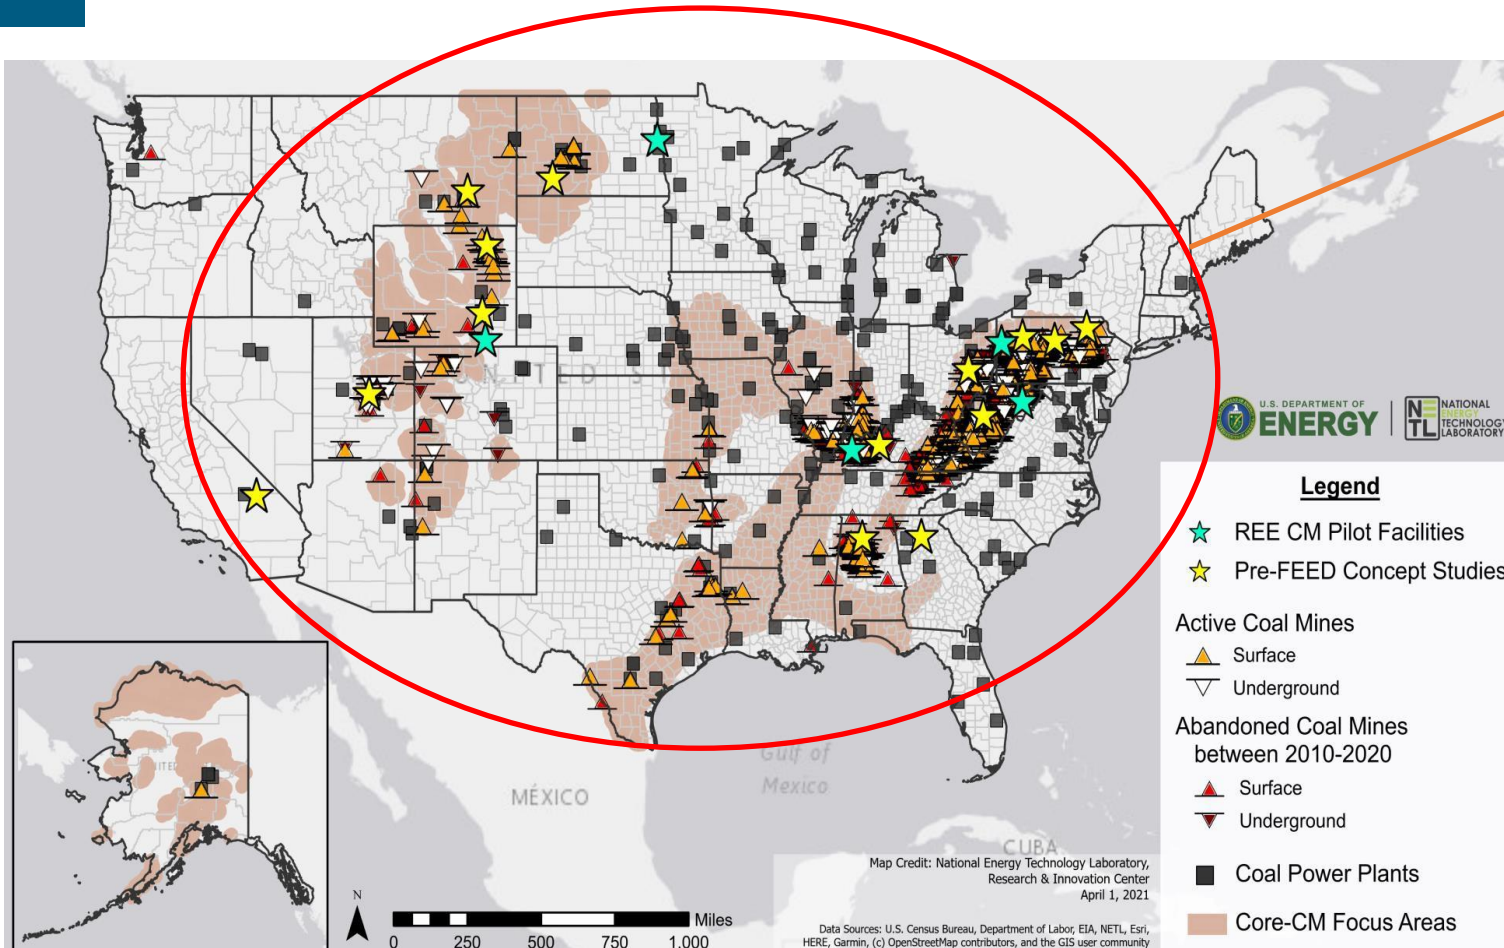 UNITED S
MÉXICO
Gulf of
Mexico
CUBA
UNITED
N
Miles
0 250 500 750 1,000
U.S. DEPARTMENT OF
ENERGY
NE
TL
NATIONAL
ENERGY
TECHNOLOGY
LABORATORY
Legend
REE CM Pilot Facilities
Pre-FEED Concept Studies
Active Coal Mines
Surface
Underground
Abandoned Coal Mines
between 2010-2020
Surface
Underground
Coal Power Plants
Core-CM Focus Areas
Map Credit: National Energy Technology Laboratory,
Research & Innovation Center
April 1, 2021
Data Sources: U.S. Census Bureau, Department of Labor, EIA, NETL, Esri,
HERE, Garmin, (c) OpenStreetMap contributors, and the GIS user community